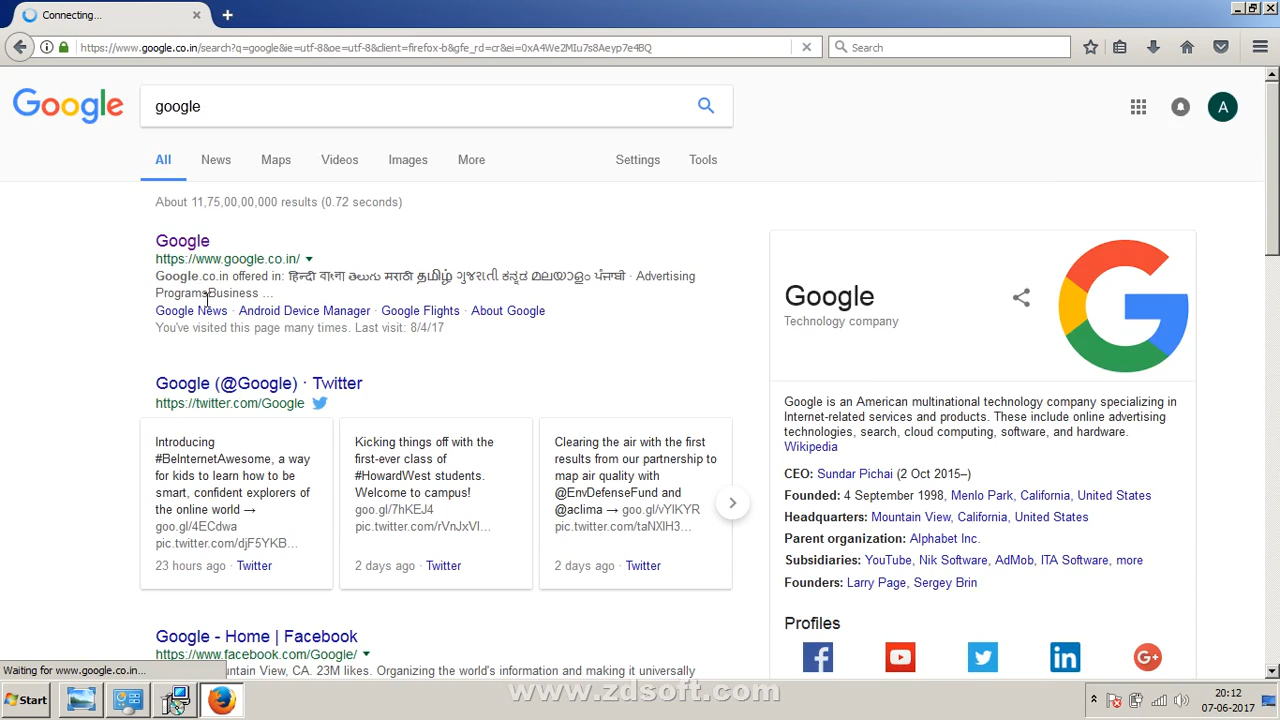 Connecting...
https://www.google.co.in/search?q=google&ie=utf-8&oe=utf-8&client=firefox-b&gfe_rd=cr&ei=0xA4We2MIu7s8Aeyp7e4BQ
Search
Google
google
A
All News Maps Videos Images More Settings Tools
About 11,75,00,00,000 results (0.72 seconds)
Google
https://www.google.co.in/
Google.co.in offered in: हिन्दी বাংলা తెలుగు मराठी தமிழ் ગુજરાતી ಕನ್ನಡ മലയാളം ਪੰਜਾਬੀ · Advertising
ProgramsBusiness ...
Google News · Android Device Manager · Google Flights · About Google
You've visited this page many times. Last visit: 8/4/17
Google (@Google) · Twitter
https://twitter.com/Google
Introducing
#BeInternetAwesome, a way
for kids to learn how to be
smart, confident explorers of
the online world →
goo.gl/4ECdwa
pic.twitter.com/djF5YKB...
23 hours ago · Twitter
Kicking things off with the
first-ever class of
#HowardWest students.
Welcome to campus!
goo.gl/7hKEJ4
pic.twitter.com/rVnJxVl...
2 days ago · Twitter
Clearing the air with the first
results from our partnership to
map air quality with
@EnvDefenseFund and
@aclima → goo.gl/vYlKYR
pic.twitter.com/taNXlH3...
2 days ago · Twitter
Google - Home | Facebook
https://www.facebook.com/Google/
untain View, CA. 23M likes. Organizing the world's information and making it universally
Google
Technology company
Google is an American multinational technology company specializing in
Internet-related services and products. These include online advertising
technologies, search, cloud computing, software, and hardware.
Wikipedia
CEO: Sundar Pichai (2 Oct 2015–)
Founded: 4 September 1998, Menlo Park, California, United States
Headquarters: Mountain View, California, United States
Parent organization: Alphabet Inc.
Subsidiaries: YouTube, Nik Software, AdMob, ITA Software, more
Founders: Larry Page, Sergey Brin
Profiles
Waiting for www.google.co.in...
Start
www.zdsoft.com
20:12
07-06-2017